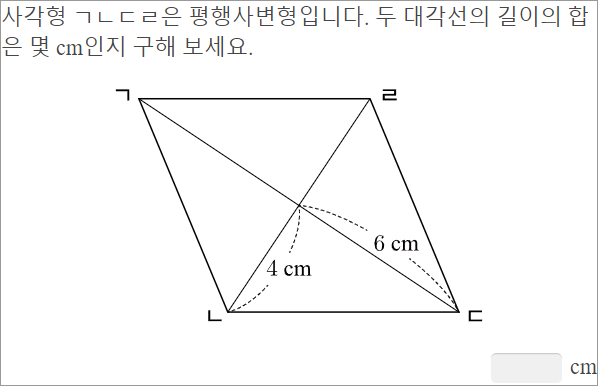 사각형 ㄱㄴㄷㄹ은 평행사변형입니다. 두 대각선의 길이의 합
은 몇 cm인지 구해 보세요.
ㄱ ㄹ
6 cm
4 cm
ㄴ ㄷ
cm